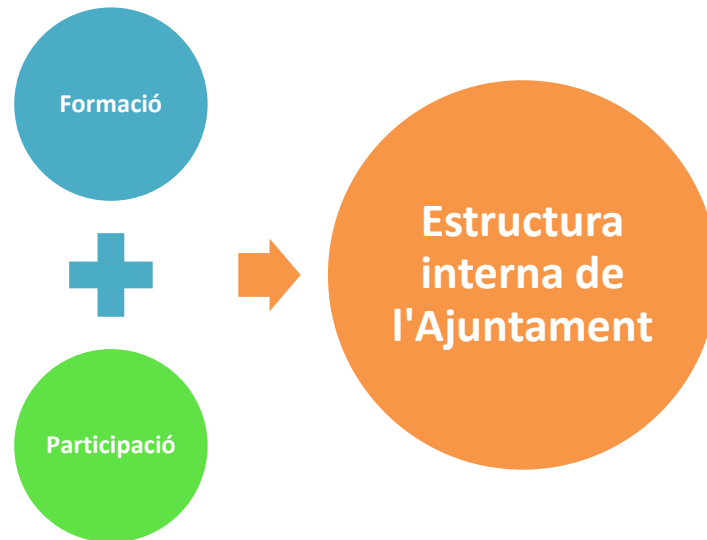 Formació
Participació
Estructura
interna de
l'Ajuntament